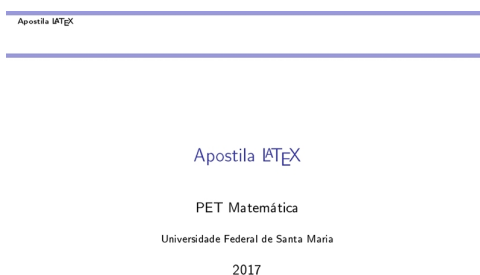 Apostila LATEX
Apostila LATEX
PET Matemática
Universidade Federal de Santa Maria
2017